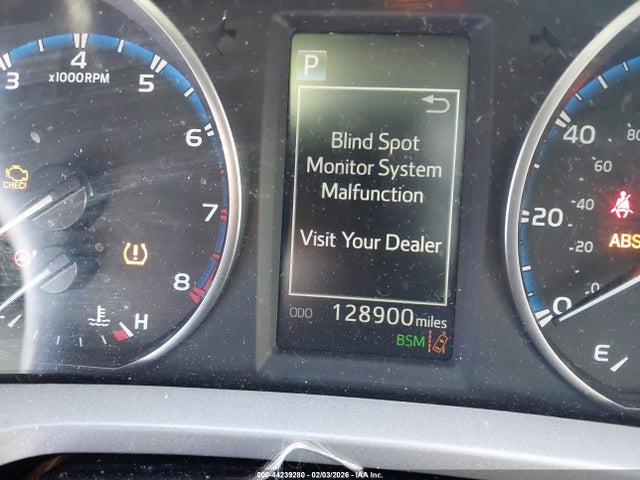 3
4
5
6
7
8
x1000RPM
CHECK
H
P
Blind Spot
Monitor System
Malfunction
Visit Your Dealer
ODO 128900 miles
BSM
40
20
0
80
60
40
20
0
ABS
E
000-44239280 - 02/03/2026 - IAA Inc.